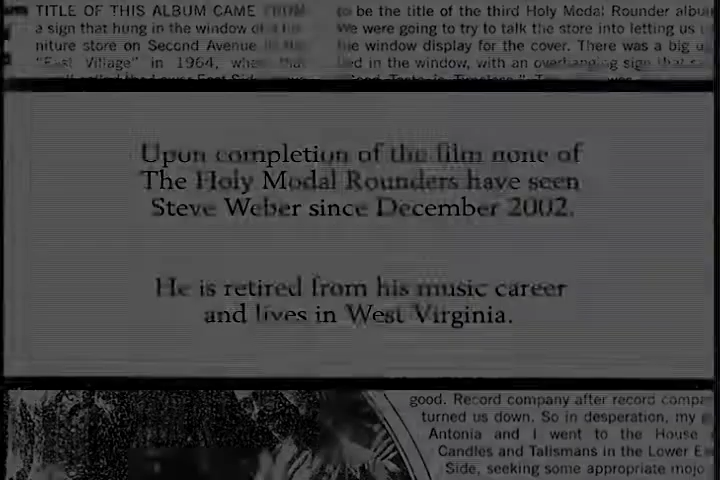 TITLE OF THIS ALBUM CAME FROM
a sign that hung in the window of a
niture store on Second Avenue in
"East Village" in 1964, when that
to be the title of the third Holy Modal Rounder
We were going to try to talk the store into letting us
the window display for the cover. There was a big
in the window, with an overhanging sign that
Upon completion of the film none of
The Holy Modal Rounders have seen
Steve Weber since December 2002.
He is retired from his music career
and lives in West Virginia.
good. Record company after record
turned us down. So in desperation, my
Antonia and I went to the House
Candles and Talismans in the Lower
Side, seeking some appropriate mojo